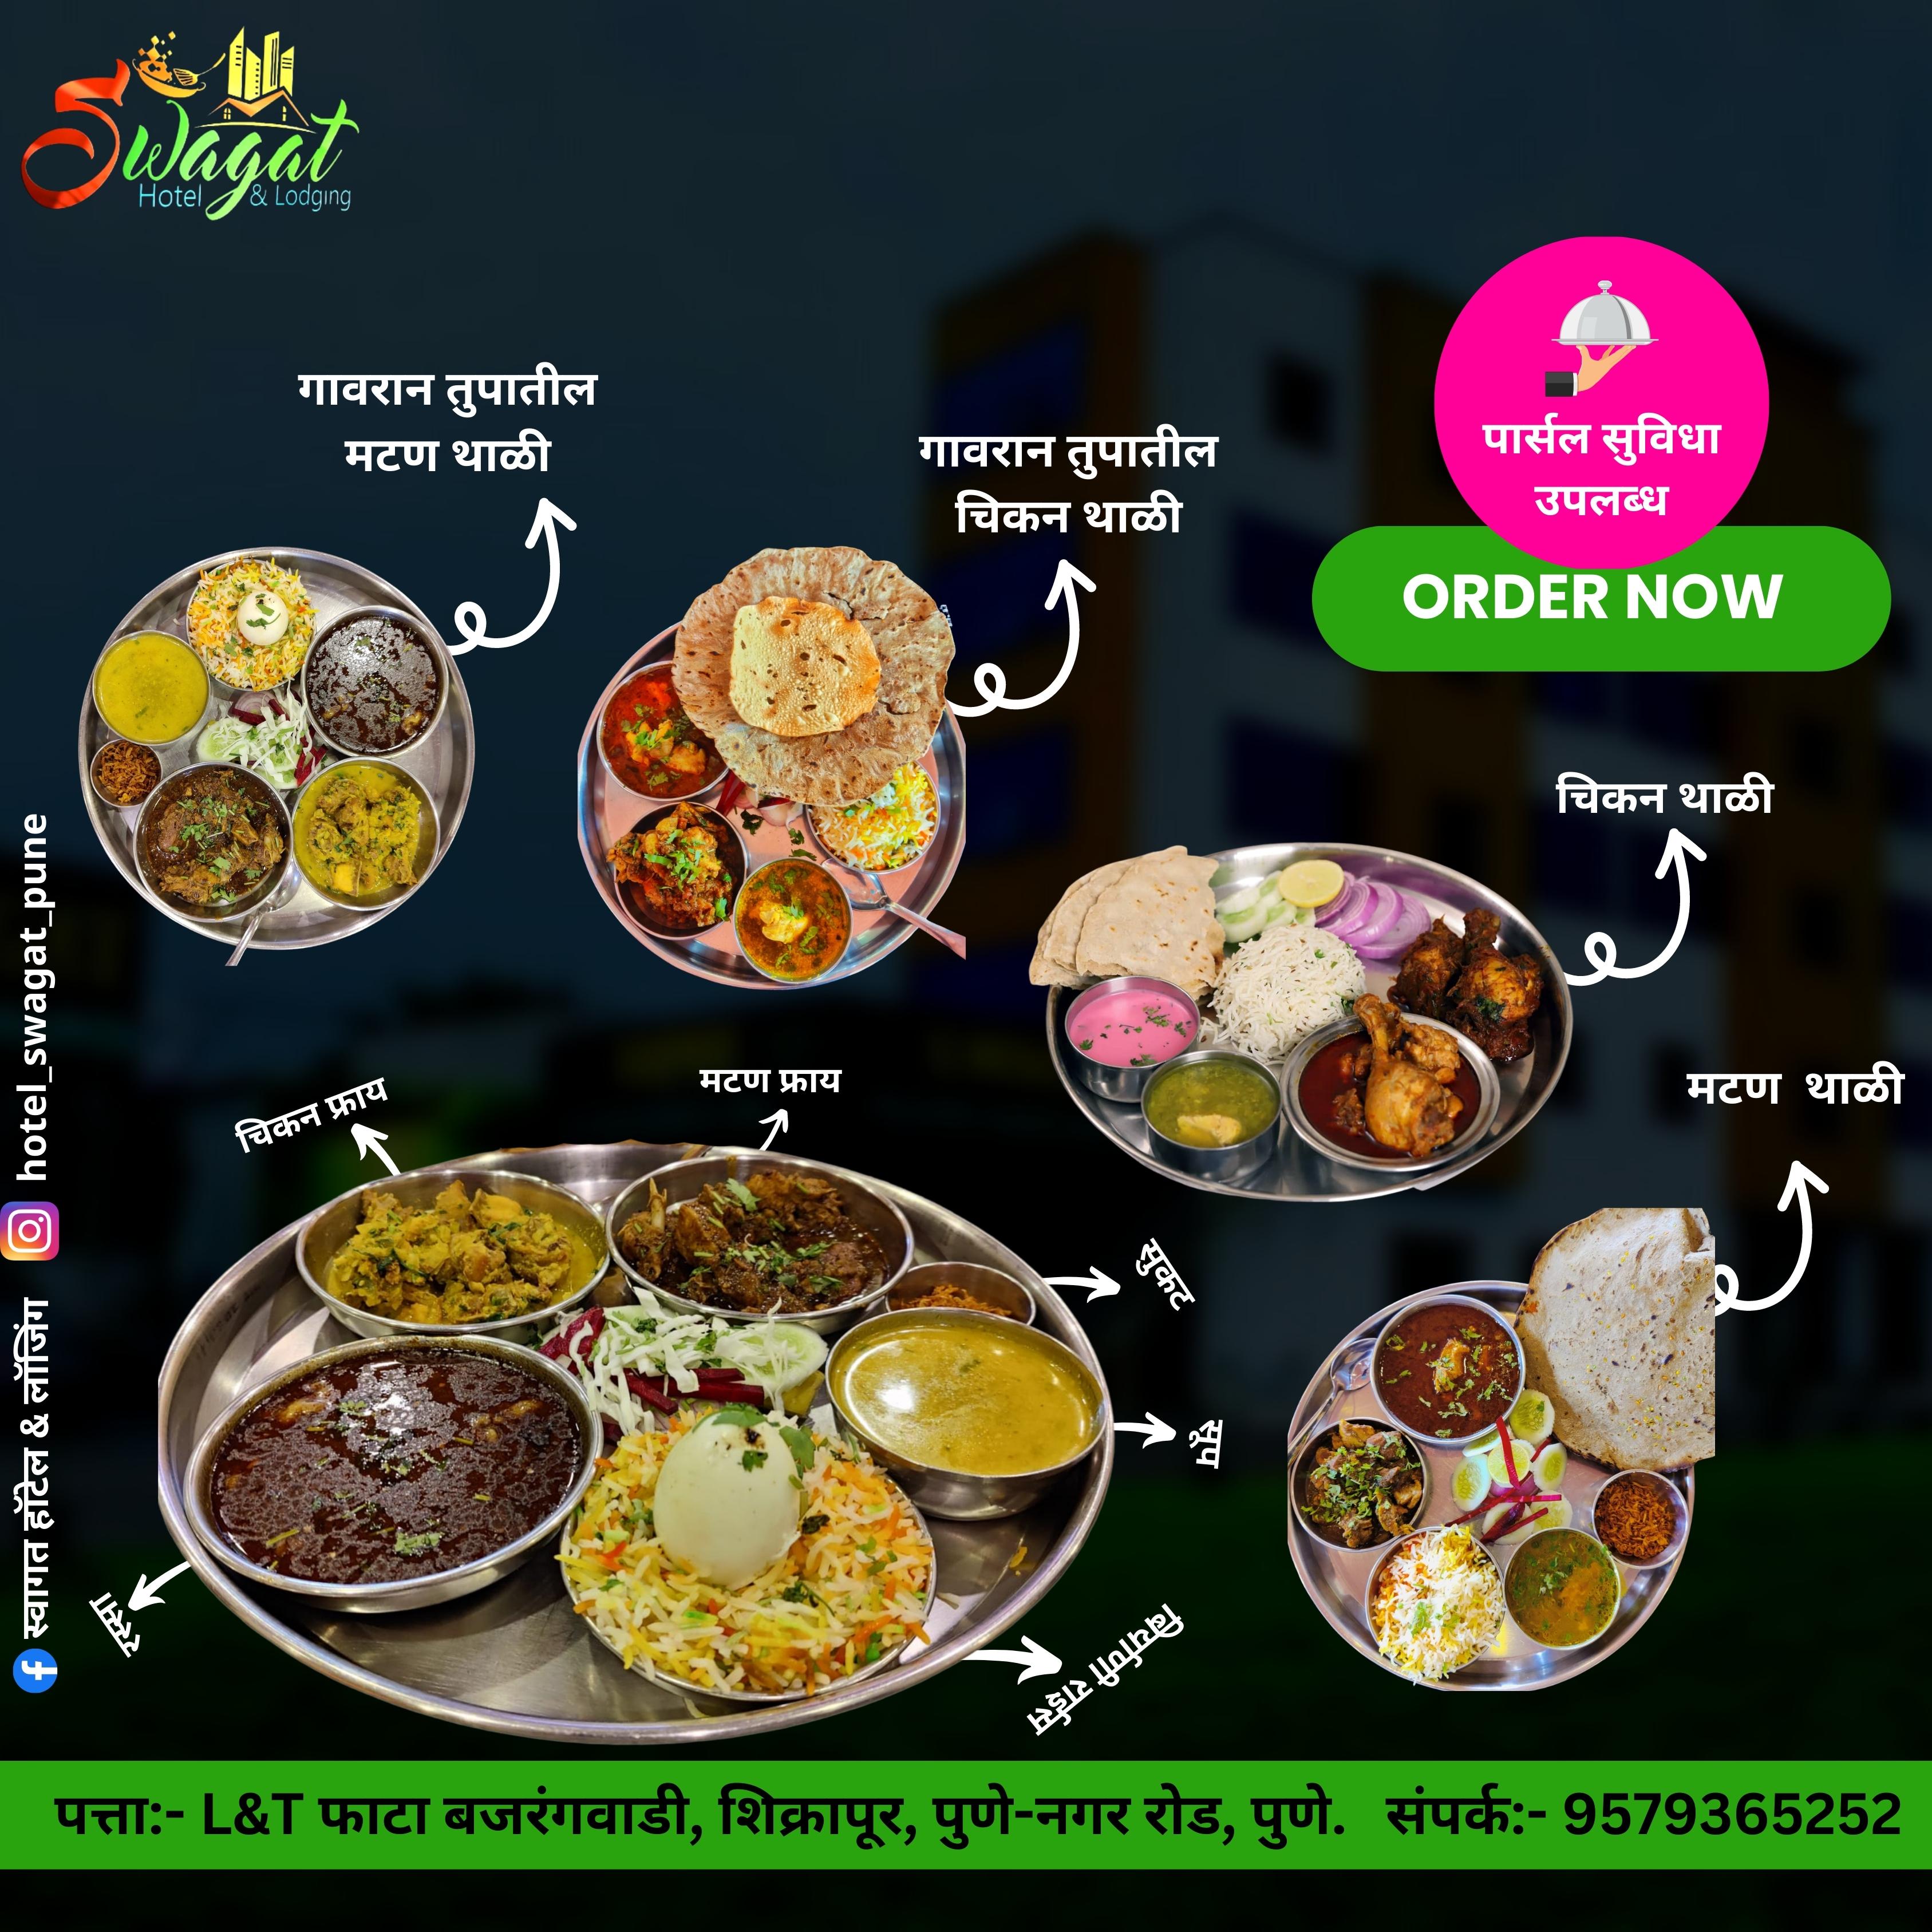 Swagat
Hotel & Lodging
गावरान तुपातील
मटण थाळी
गावरान तुपातील
चिकन थाळी
पार्सल सुविधा
उपलब्ध
ORDER NOW
चिकन थाळी
मटण थाळी
चिकन फ्राय
मटण फ्राय
सुकट
सूप
बिर्याणी राईस
रस्सा
hotel_swagat_pune
स्वागत हॉटेल & लॉजिंग
पत्ता:- L&T फाटा बजरंगवाडी, शिक्रापूर, पुणे-नगर रोड, पुणे. संपर्क:- 9579365252